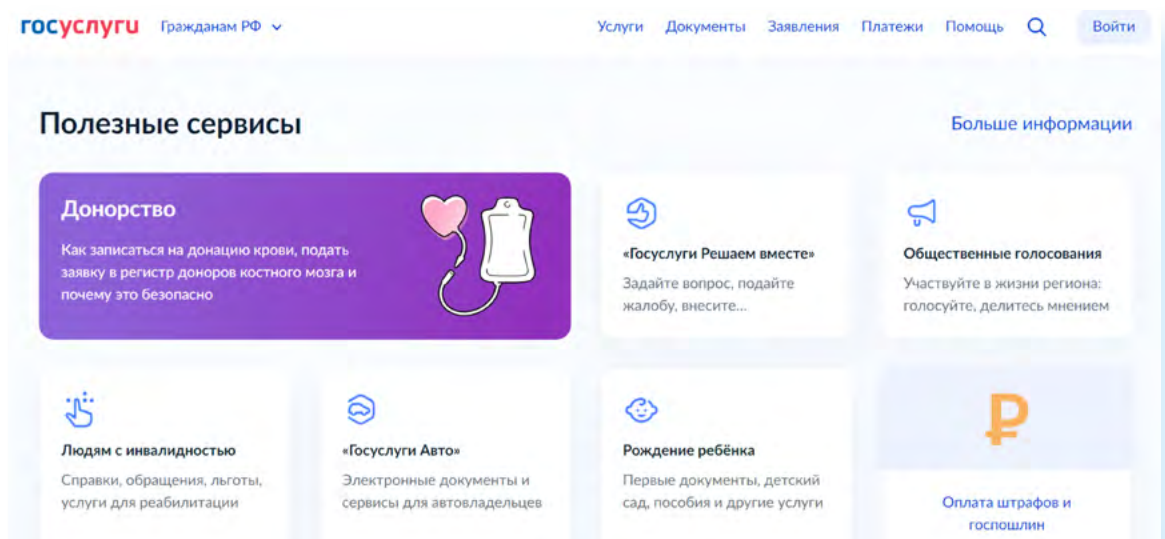 госуслуги Гражданам РФ Услуги Документы Заявления Платежи Помощь Войти
Полезные сервисы Больше информации
Донорство
Как записаться на донацию крови, подать
заявку в регистр доноров костного мозга и
почему это безопасно
«Госуслуги Решаем вместе»
Задайте вопрос, подайте
жалобу, внесите...
Общественные голосования
Участвуйте в жизни региона:
голосуйте, делитесь мнением
Людям с инвалидностью
Справки, обращения, льготы,
услуги для реабилитации
«Госуслуги Авто»
Электронные документы и
сервисы для автовладельцев
Рождение ребёнка
Первые документы, детский
сад, пособия и другие услуги
₽
Оплата штрафов и
госпошлин